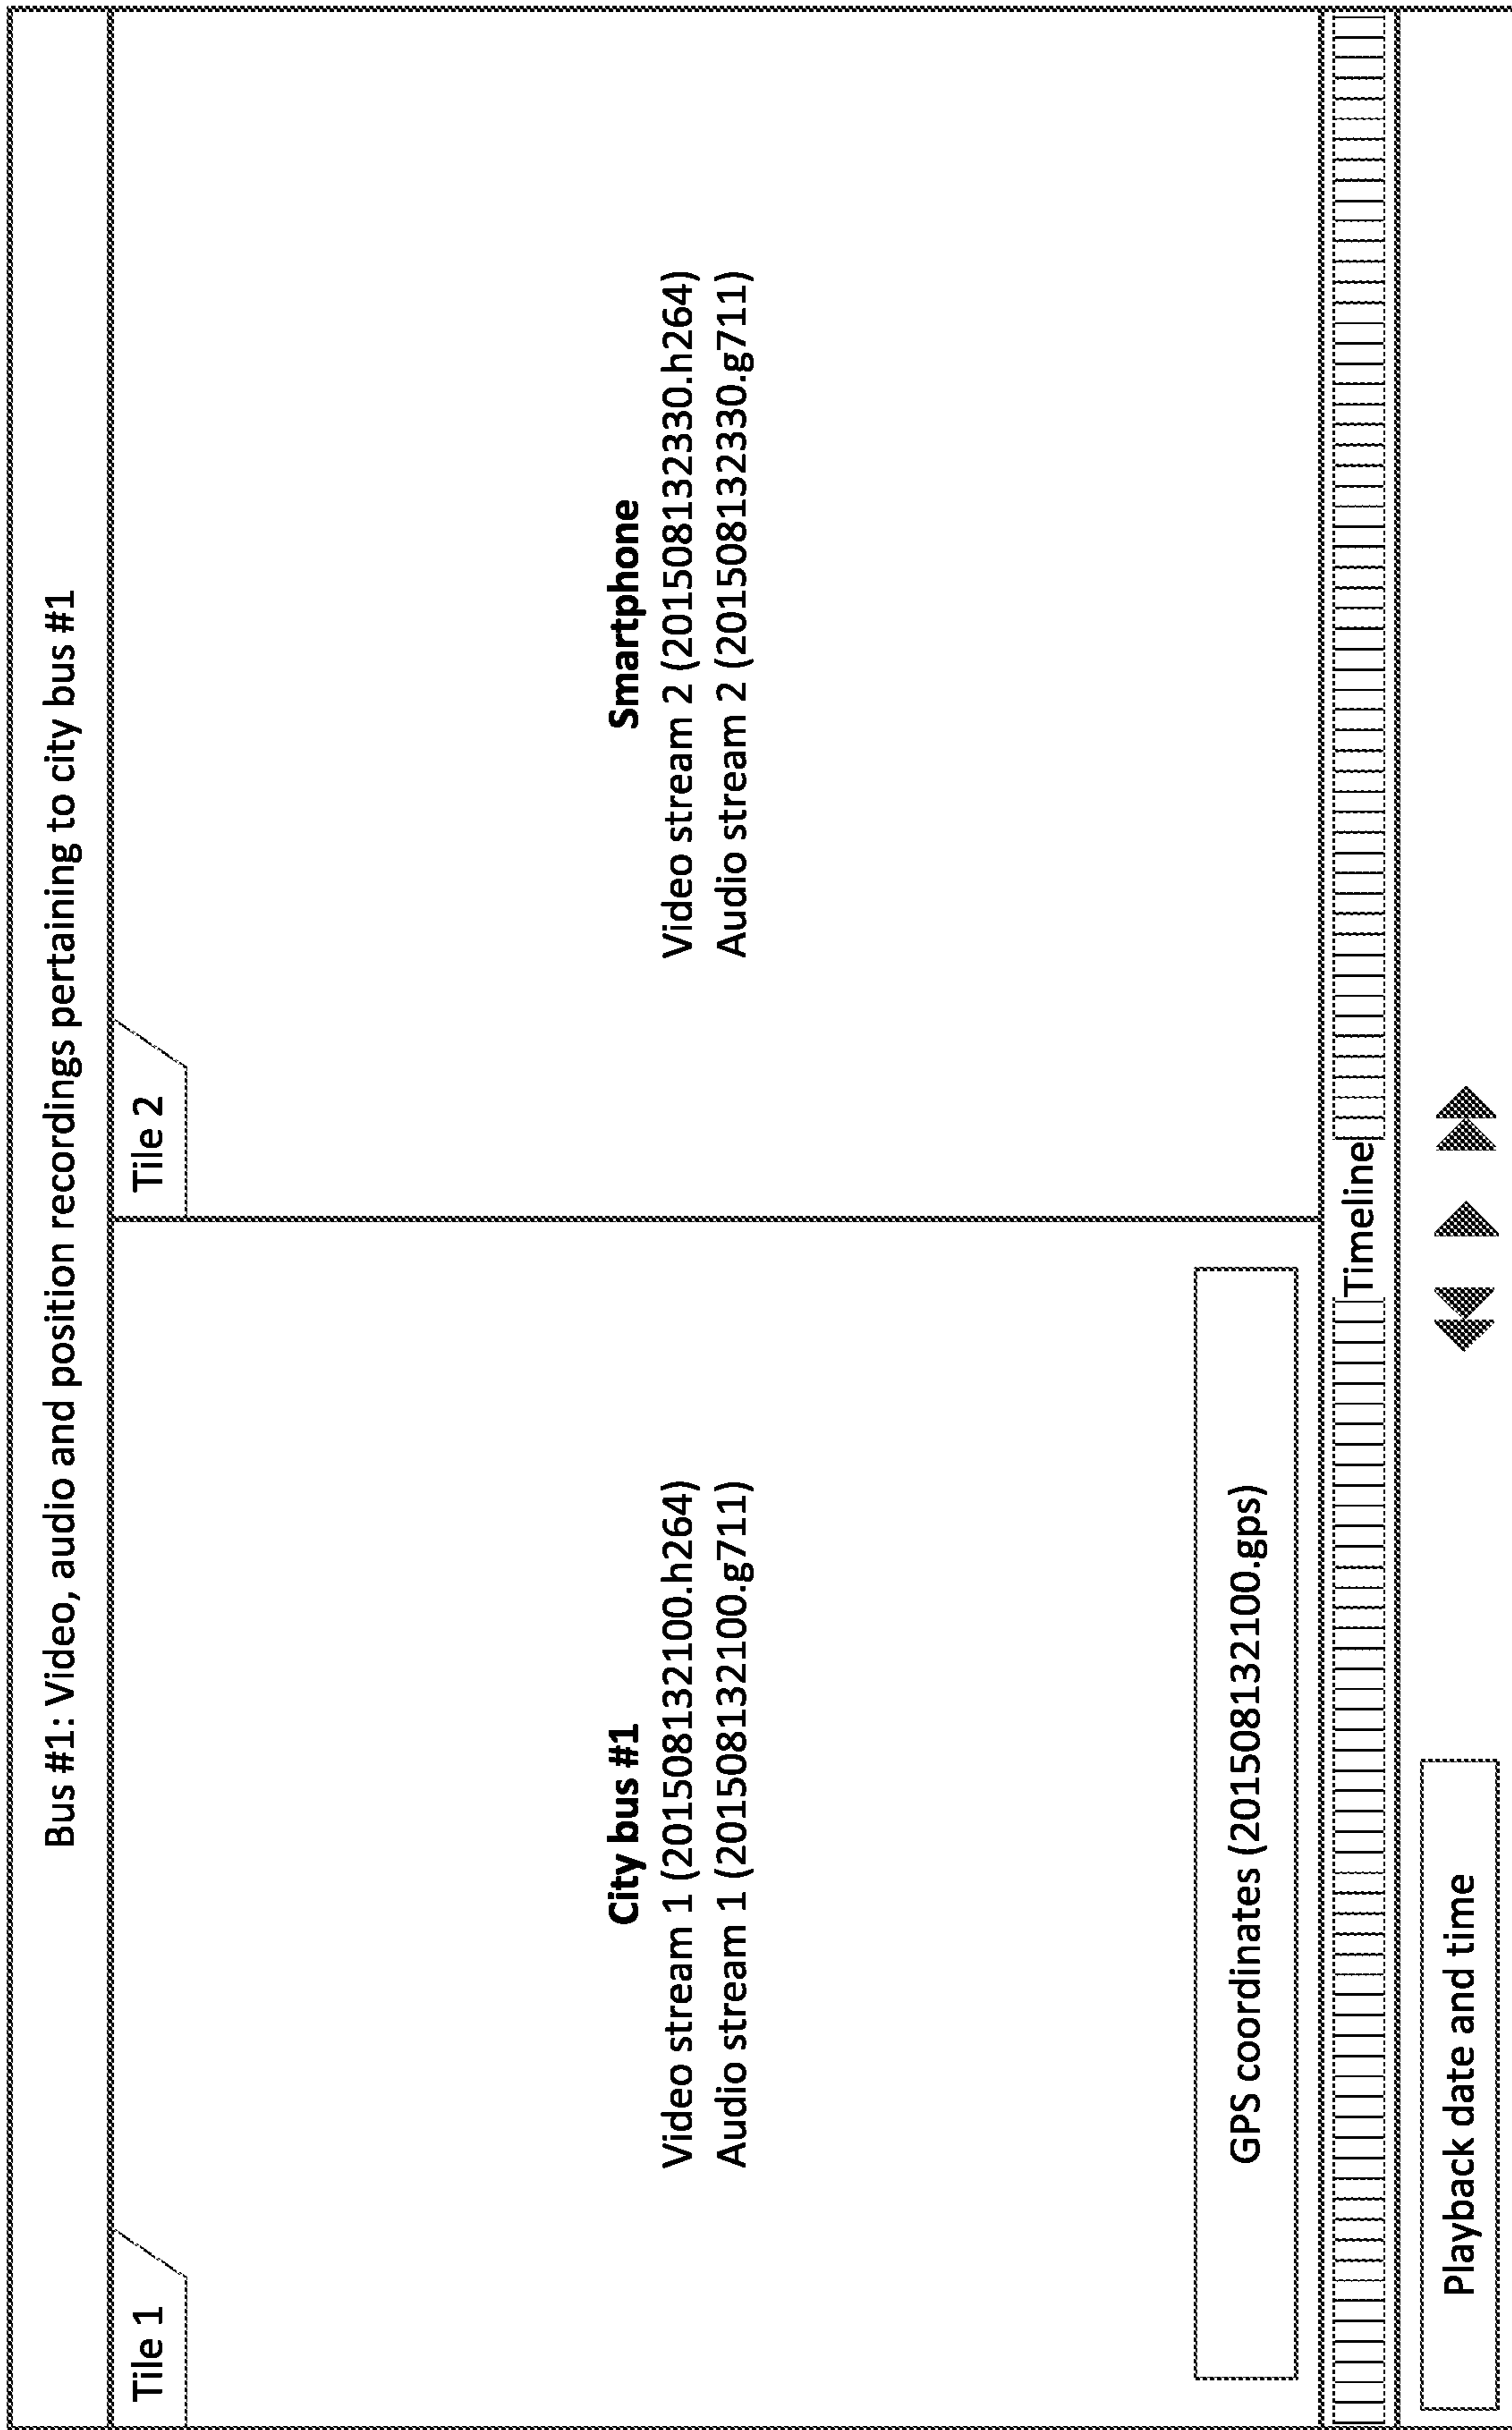 Bus #1: Video, audio and position recordings pertaining to city bus #1
Tile 1
City bus #1
Video stream 1 (201508132100.h264)
Audio stream 1 (201508132100.g711)
GPS coordinates (201508132100.gps)
Tile 2
Smartphone
Video stream 2 (201508132330.h264)
Audio stream 2 (201508132330.g711)
Timeline
Playback date and time